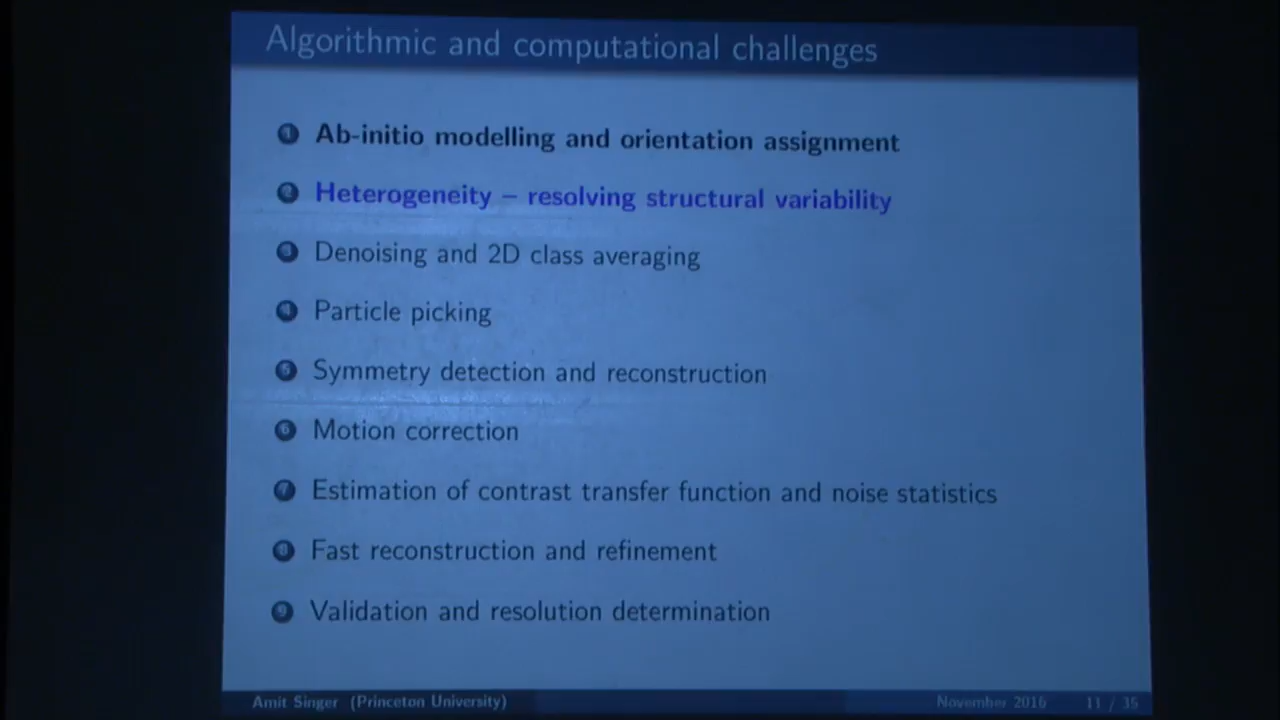 Algorithmic and computational challenges
1 Ab-initio modelling and orientation assignment
2 Heterogeneity – resolving structural variability
3 Denoising and 2D class averaging
4 Particle picking
5 Symmetry detection and reconstruction
6 Motion correction
7 Estimation of contrast transfer function and noise statistics
8 Fast reconstruction and refinement
9 Validation and resolution determination
Amit Singer (Princeton University) November 2016 11 / 35